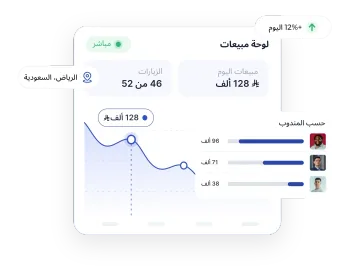 +12% اليوم
لوحة مبيعات
مباشر
الرياض، السعودية
مبيعات اليوم
128 ألف
الزيارات
46 من 52
128 ألف
حسب المندوب
96 ألف
71 ألف
38 ألف